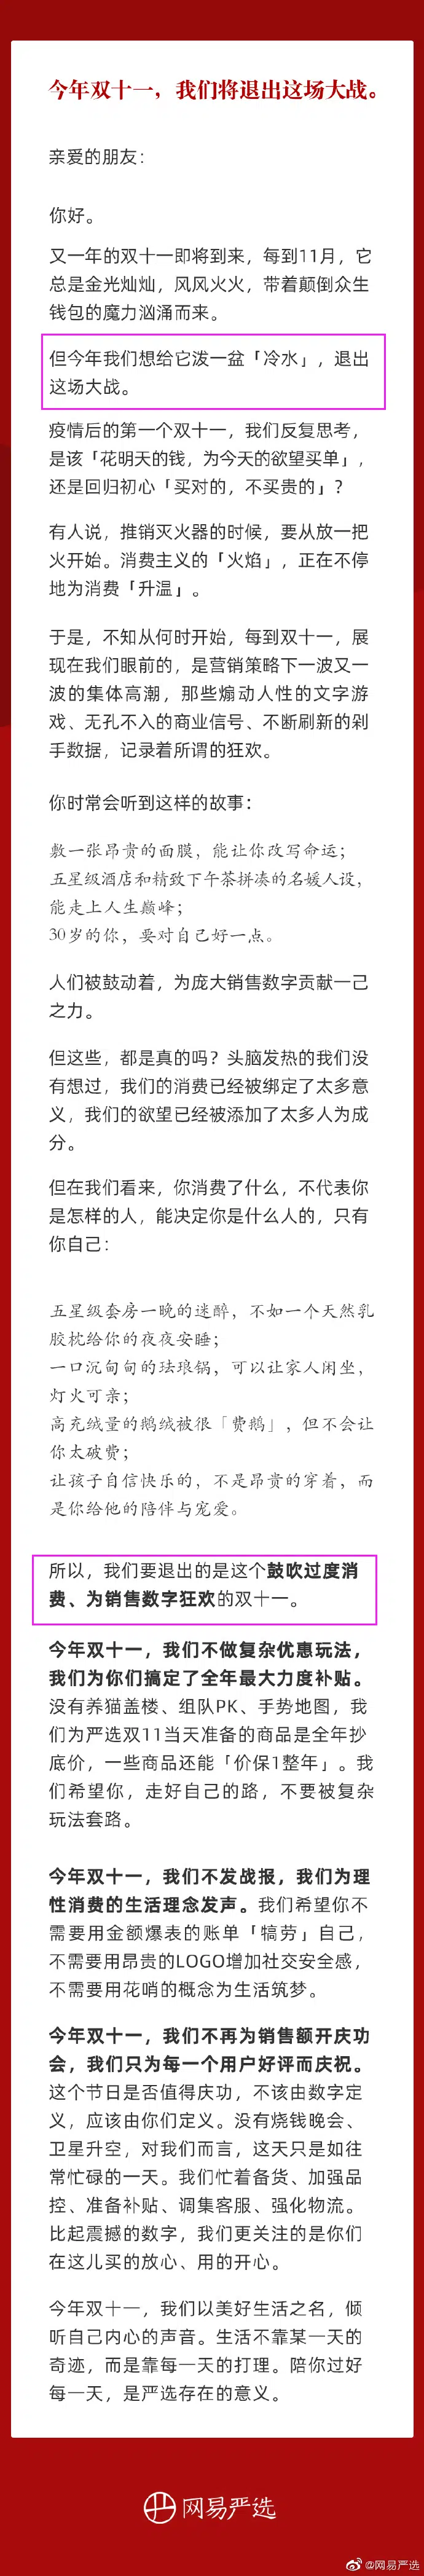 今年双十一，我们将退出这场大战。
亲爱的朋友：
你好。
又一年的双十一即将到来，每到11月，它
总是金光灿灿，风风火火，带着颠倒众生
钱包的魔力汹涌而来。
但今年我们想给它泼一盆「冷水」，退出
这场大战。
疫情后的第一个双十一，我们反复思考，
是该「花明天的钱，为今天的欲望买单」，
还是回归初心「买对的，不买贵的」？
有人说，推销灭火器的时候，要从放一把
火开始。消费主义的「火焰」，正在不停
地为消费「升温」。
于是，不知从何时开始，每到双十一，展
现在我们眼前的，是营销策略下一波又一
波的集体高潮，那些煽动人性的文字游
戏、无孔不入的商业信号、不断刷新的剁
手数据，记录着所谓的狂欢。
你时常会听到这样的故事：
敷一张昂贵的面膜，能让你改写命运；
五星级酒店和精致下午茶拼凑的名媛人设，
能走上人生巅峰；
30岁的你，要对自己好一点。
人们被鼓动着，为庞大销售数字贡献一己
之力。
但这些，都是真的吗？头脑发热的我们没
有想过，我们的消费已经被绑定了太多意
义，我们的欲望已经被添加了太多人为成
分。
但在我们看来，你消费了什么，不代表你
是怎样的人，能决定你是什么人的，只有
你自己：
五星级套房一晚的迷醉，不如一个天然乳
胶枕给你的夜夜安睡；
一口沉甸甸的珐琅锅，可以让家人闲坐，
灯火可亲；
高充绒量的鹅绒被很「费鹅」，但不会让
你太破费；
让孩子自信快乐的，不是昂贵的穿着，而
是你给他的陪伴与宠爱。
所以，我们要退出的是这个鼓吹过度消
费、为销售数字狂欢的双十一。
今年双十一，我们不做复杂优惠玩法，
我们为你们搞定了全年最大力度补贴。
没有养猫盖楼、组队PK、手势地图，我
们为严选双11当天准备的商品是全年抄
底价，一些商品还能「价保1整年」。我
们希望你，走好自己的路，不要被复杂
玩法套路。
今年双十一，我们不发战报，我们为理
性消费的生活理念发声。我们希望你不
需要用金额爆表的账单「犒劳」自己，
不需要用昂贵的LOGO增加社交安全感，
不需要用花哨的概念为生活筑梦。
今年双十一，我们不再为销售额开庆功
会，我们只为每一个用户好评而庆祝。
这个节日是否值得庆功，不该由数字定
义，应该由你们定义。没有烧钱晚会、
卫星升空，对我们而言，这天只是如往
常忙碌的一天。我们忙着备货、加强品
控、准备补贴、调集客服、强化物流。
比起震撼的数字，我们更关注的是你们
在这儿买的放心、用的开心。
今年双十一，我们以美好生活之名，倾
听自己内心的声音。生活不靠某一天的
奇迹，而是靠每一天的打理。陪你过好
每一天，是严选存在的意义。
网易严选
@网易严选